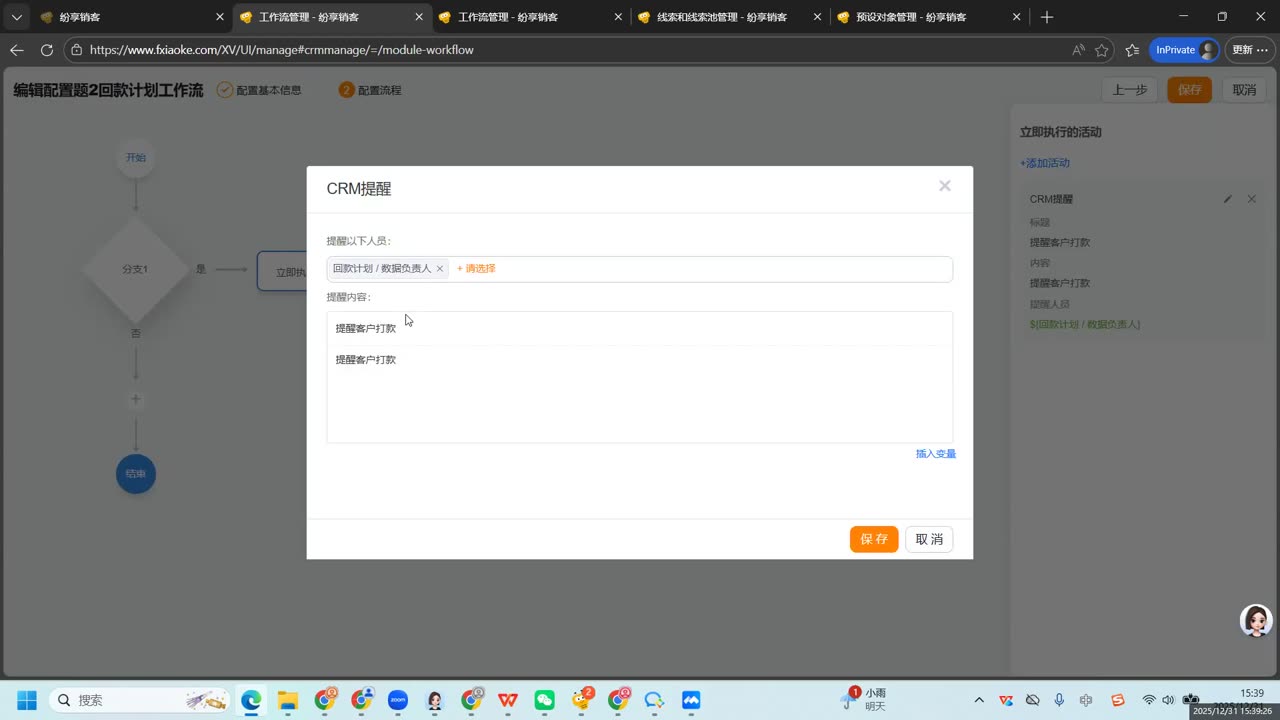 纷享销客
工作流管理 - 纷享销客
工作流管理 - 纷享销客
线索和线索池管理 - 纷享销客
预设对象管理 - 纷享销客
https://www.fxiaoke.com/XV/UI/manage#crmmanage/=/module-workflow
InPrivate
更新
编辑配置题2回款计划工作流
配置基本信息
2 配置流程
上一步
保存
取消
开始
分支1
是
立即执
否
+
结束
立即执行的活动
+添加活动
CRM提醒
标题
提醒客户打款
内容
提醒客户打款
提醒人员
${回款计划 / 数据负责人}
CRM提醒
提醒以下人员：
回款计划 / 数据负责人
+ 请选择
提醒内容：
提醒客户打款
提醒客户打款
插入变量
保 存
取 消
搜索
zoom
2
1
小雨
明天
15:39
2025/12/31 15:39:26